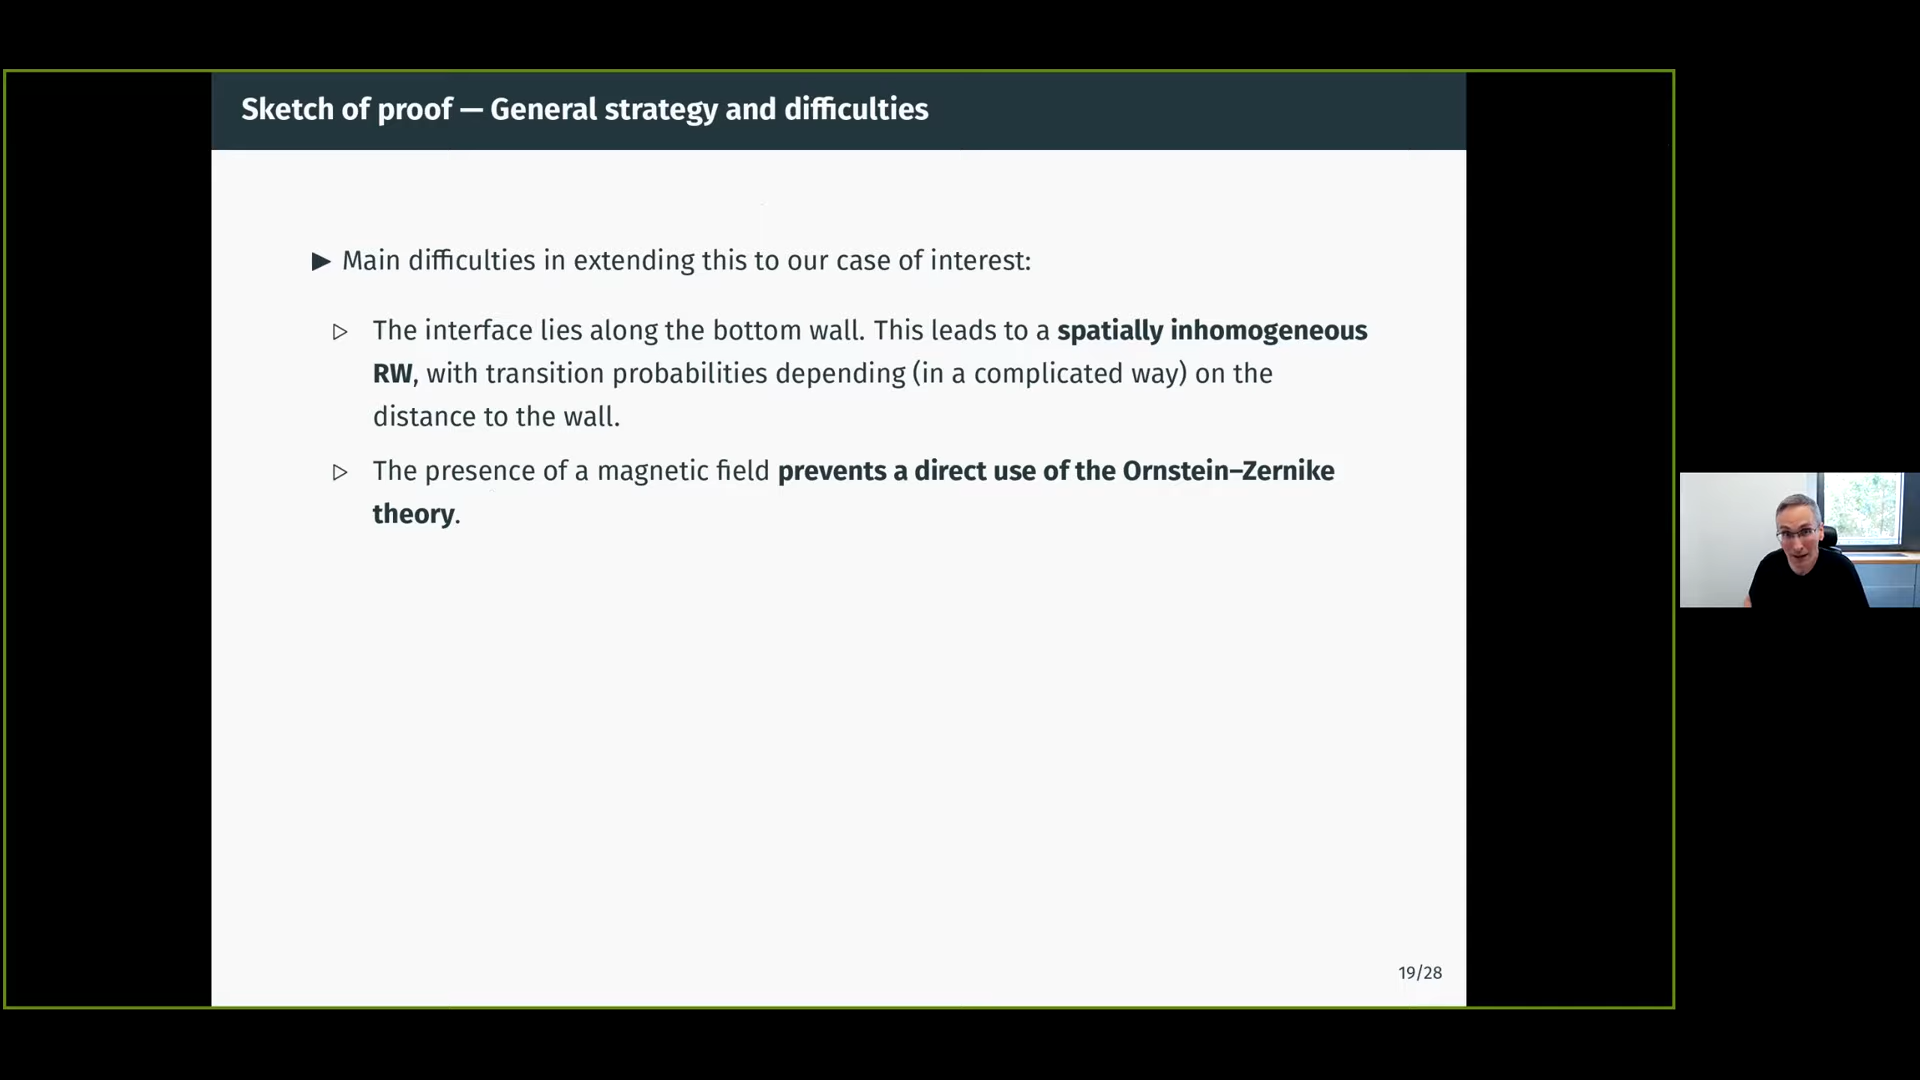 Sketch of proof — General strategy and difficulties
▶ Main difficulties in extending this to our case of interest:
▷ The interface lies along the bottom wall. This leads to a spatially inhomogeneous
RW, with transition probabilities depending (in a complicated way) on the
distance to the wall.
▷ The presence of a magnetic field prevents a direct use of the Ornstein–Zernike
theory.
19/28